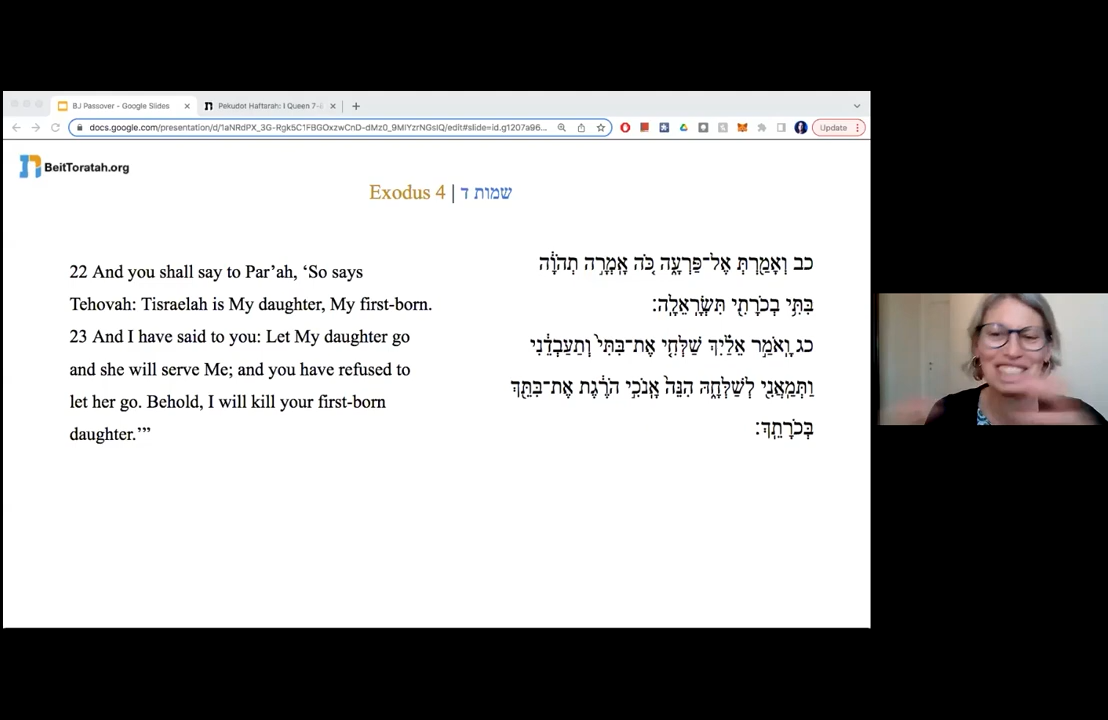 BJ Passover - Google Slides
Pekudot Haftarah: I Queen 7-
docs.google.com/presentation/d/1aNRdPX_3G-Rgk5C1FBGOxzwCnD-dMz0_9MIYzrNGsIQ/edit#slide=id.g1207a96...
Update
BeitToratah.org
Exodus 4 | שמות ד
22 And you shall say to Par’ah, ‘So says
Tehovah: Tisraelah is My daughter, My first-born.
23 And I have said to you: Let My daughter go
and she will serve Me; and you have refused to
let her go. Behold, I will kill your first-born
daughter.’”
כב וְאָמַ֖רְתְּ אֶל־פַּרְעָ֑ה כֹּ֚ה אָֽמְרָ֣ה תְהֹוָ֔ה
בִּתִּ֥י בְכֹרָתִ֖י תִּשְׂרָֽאֵלָֽה׃
כג וָֽאֹמַ֣ר אֵלַ֗יִךְ שַׁלְּחִ֤י אֶת־בִּתִּי֙ וְתַעַבְדֵ֔נִי
וַתְּמָאֲנִ֖י לְשַׁלְּחָ֑הּ הִנֵּה֙ אָֽנֹכִ֣י הֹרֶ֔גֶת אֶת־בִּתֵּ֖ךְ
בְּכֹרָתֵֽךְ׃